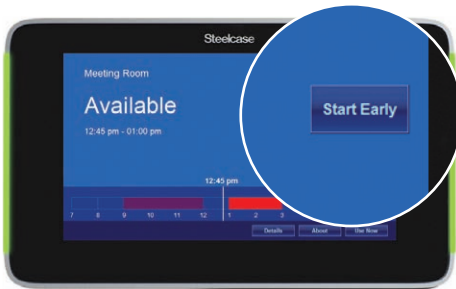 Steelcase
Meeting Room
Available
Start Early
12:45 pm - 01:00 pm
12:45 pm
7 8 9 10 11 12 1 2 3
Details About Use Now